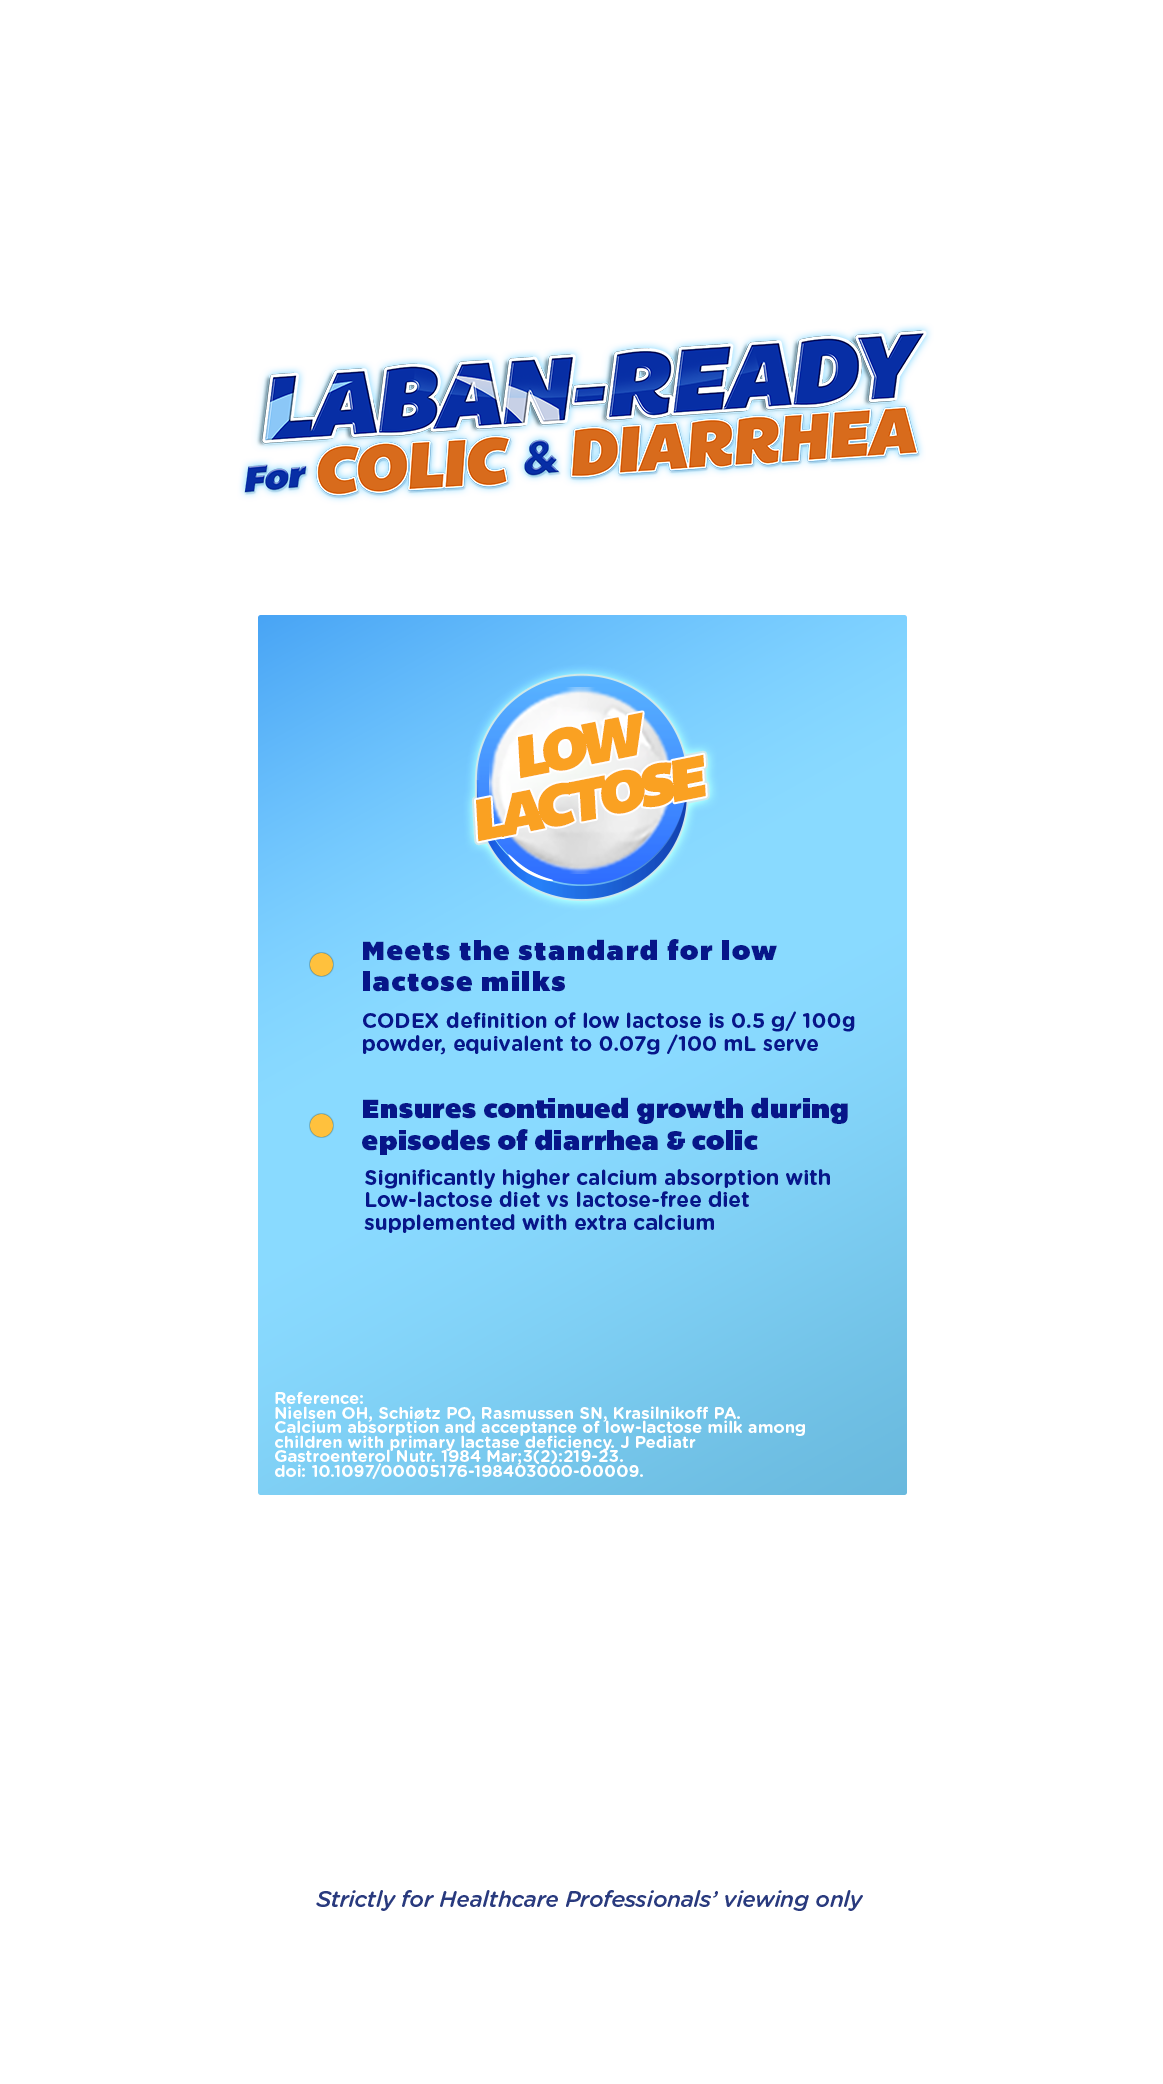 LABAN-READY
For COLIC & DIARRHEA
LOW
LACTOSE
Meets the standard for low
lactose milks
CODEX definition of low lactose is 0.5 g/ 100g
powder, equivalent to 0.07g /100 mL serve
Ensures continued growth during
episodes of diarrhea & colic
Significantly higher calcium absorption with
Low-lactose diet vs lactose-free diet
supplemented with extra calcium
Reference:
Nielsen OH, Schiøtz PO, Rasmussen SN, Krasilnikoff PA.
Calcium absorption and acceptance of low-lactose milk among
children with primary lactase deficiency. J Pediatr
Gastroenterol Nutr. 1984 Mar;3(2):219-23.
doi: 10.1097/00005176-198403000-00009.
Strictly for Healthcare Professionals’ viewing only